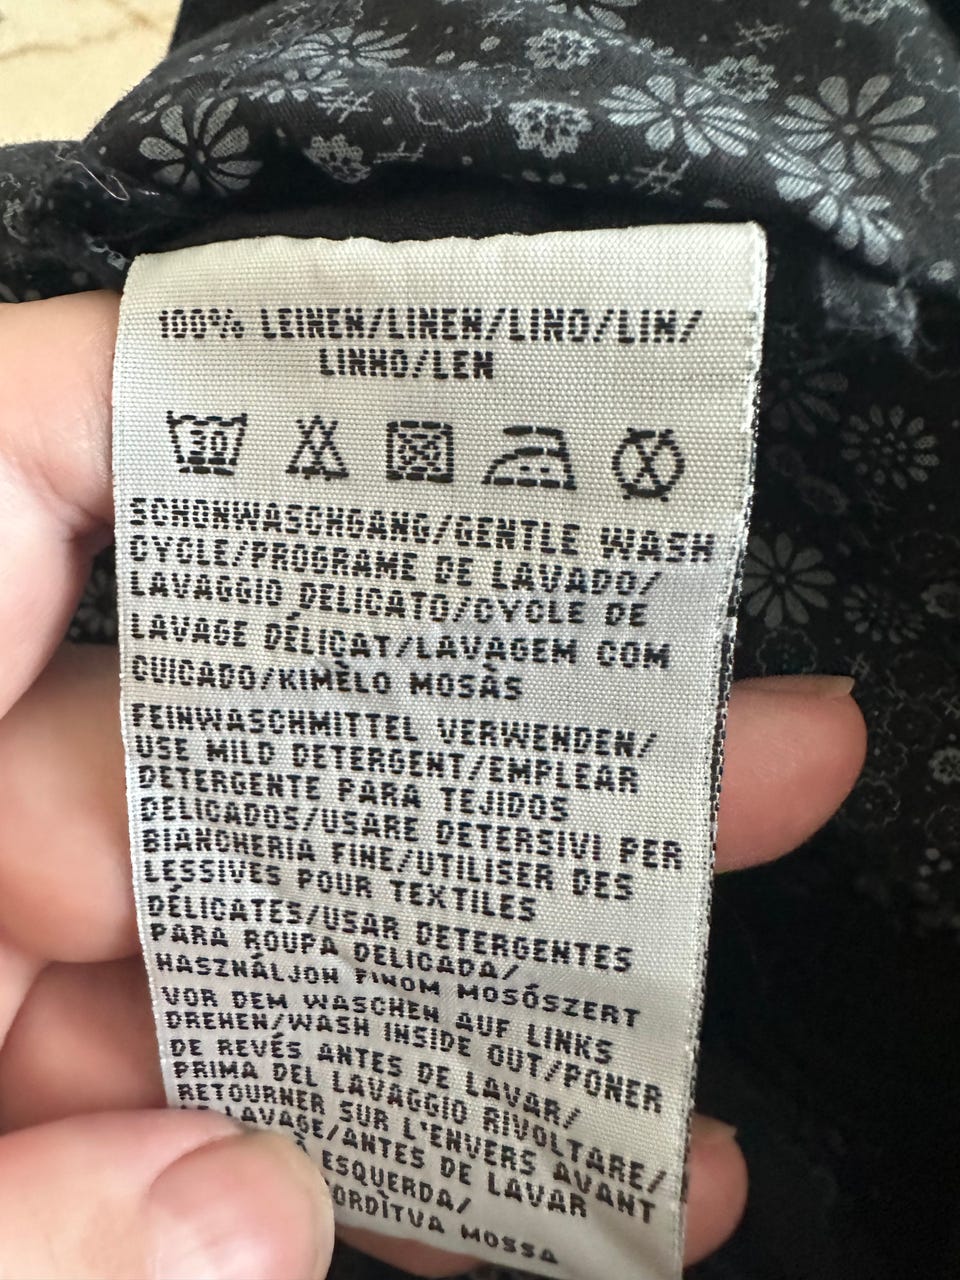 100% LEINEN/LINEN/LINO/LIN/
LINHO/LEN
30
SCHONWASCHGANG/GENTLE WASH
CYCLE/PROGRAME DE LAVADO/
LAVAGGIO DELICATO/CYCLE DE
LAVAGE DÉLICAT/LAVAGEM COM
CUICADO/KIMÈLO MOSÀS
FEINWASCHMITTEL VERWENDEN/
USE MILD DETERGENT/EMPLEAR
DETERGENTE PARA TEJIDOS
DELICADOS/USARE DETERSIVI PER
BIANCHERIA FINE/UTILISER DES
LESSIVES POUR TEXTILES
DÉLICATES/USAR DETERGENTES
PARA ROUPA DELICADA/
HASZNÁLJON FINOM MOSÓSZERT
VOR DEM WASCHEN AUF LINKS
DREHEN/WASH INSIDE OUT/PONER
DE REVÉS ANTES DE LAVAR/
PRIMA DEL LAVAGGIO RIVOLTARE/
RETOURNER SUR L'ENVERS AVANT
LAVAGE/ANTES DE LAVAR
ESQUERDA/
MOSSA